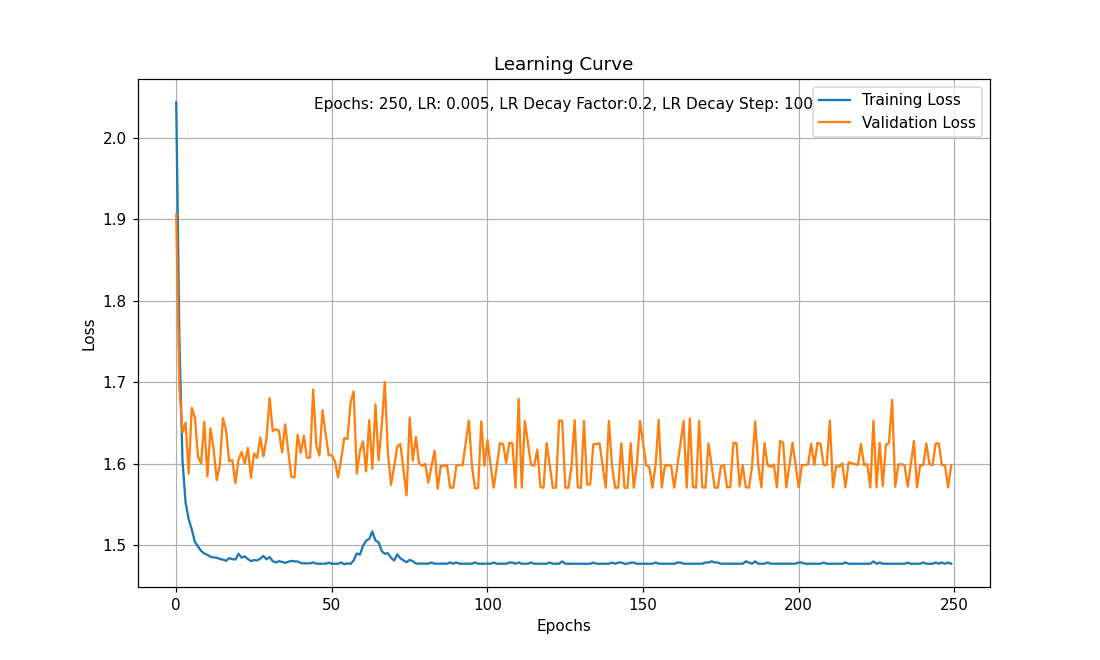 Learning Curve
Epochs: 250, LR: 0.005, LR Decay Factor:0.2, LR Decay Step: 100
Training Loss
Validation Loss
2.0
1.9
1.8
1.7
1.6
1.5
Loss
0 50 100 150 200 250
Epochs